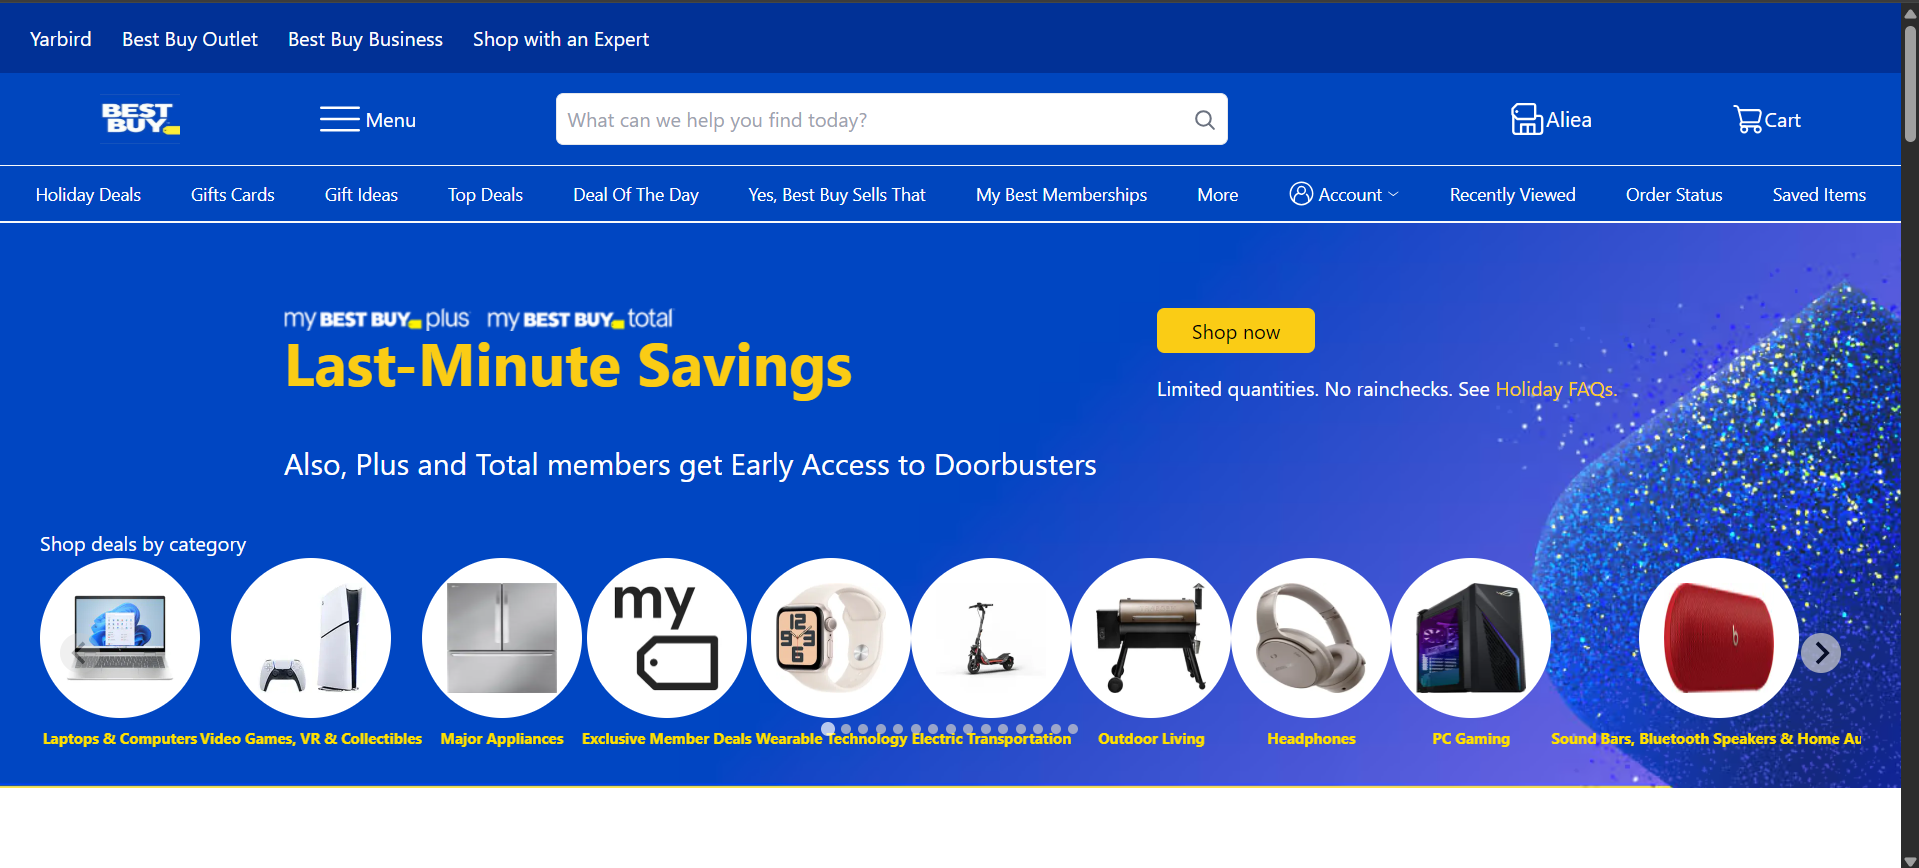 Yarbird Best Buy Outlet Best Buy Business Shop with an Expert
BEST BUY
Menu
What can we help you find today?
Aliea
Cart
Holiday Deals Gifts Cards Gift Ideas Top Deals Deal Of The Day Yes, Best Buy Sells That My Best Memberships More Account Recently Viewed Order Status Saved Items
my BEST BUY plus my BEST BUY total
Last-Minute Savings
Also, Plus and Total members get Early Access to Doorbusters
Shop now
Limited quantities. No rainchecks. See Holiday FAQs.
Shop deals by category
my
12
9 3
6
Laptops & Computers Video Games, VR & Collectibles Major Appliances Exclusive Member Deals Wearable Technology Electric Transportation Outdoor Living Headphones PC Gaming Sound Bars, Bluetooth Speakers & Home Au